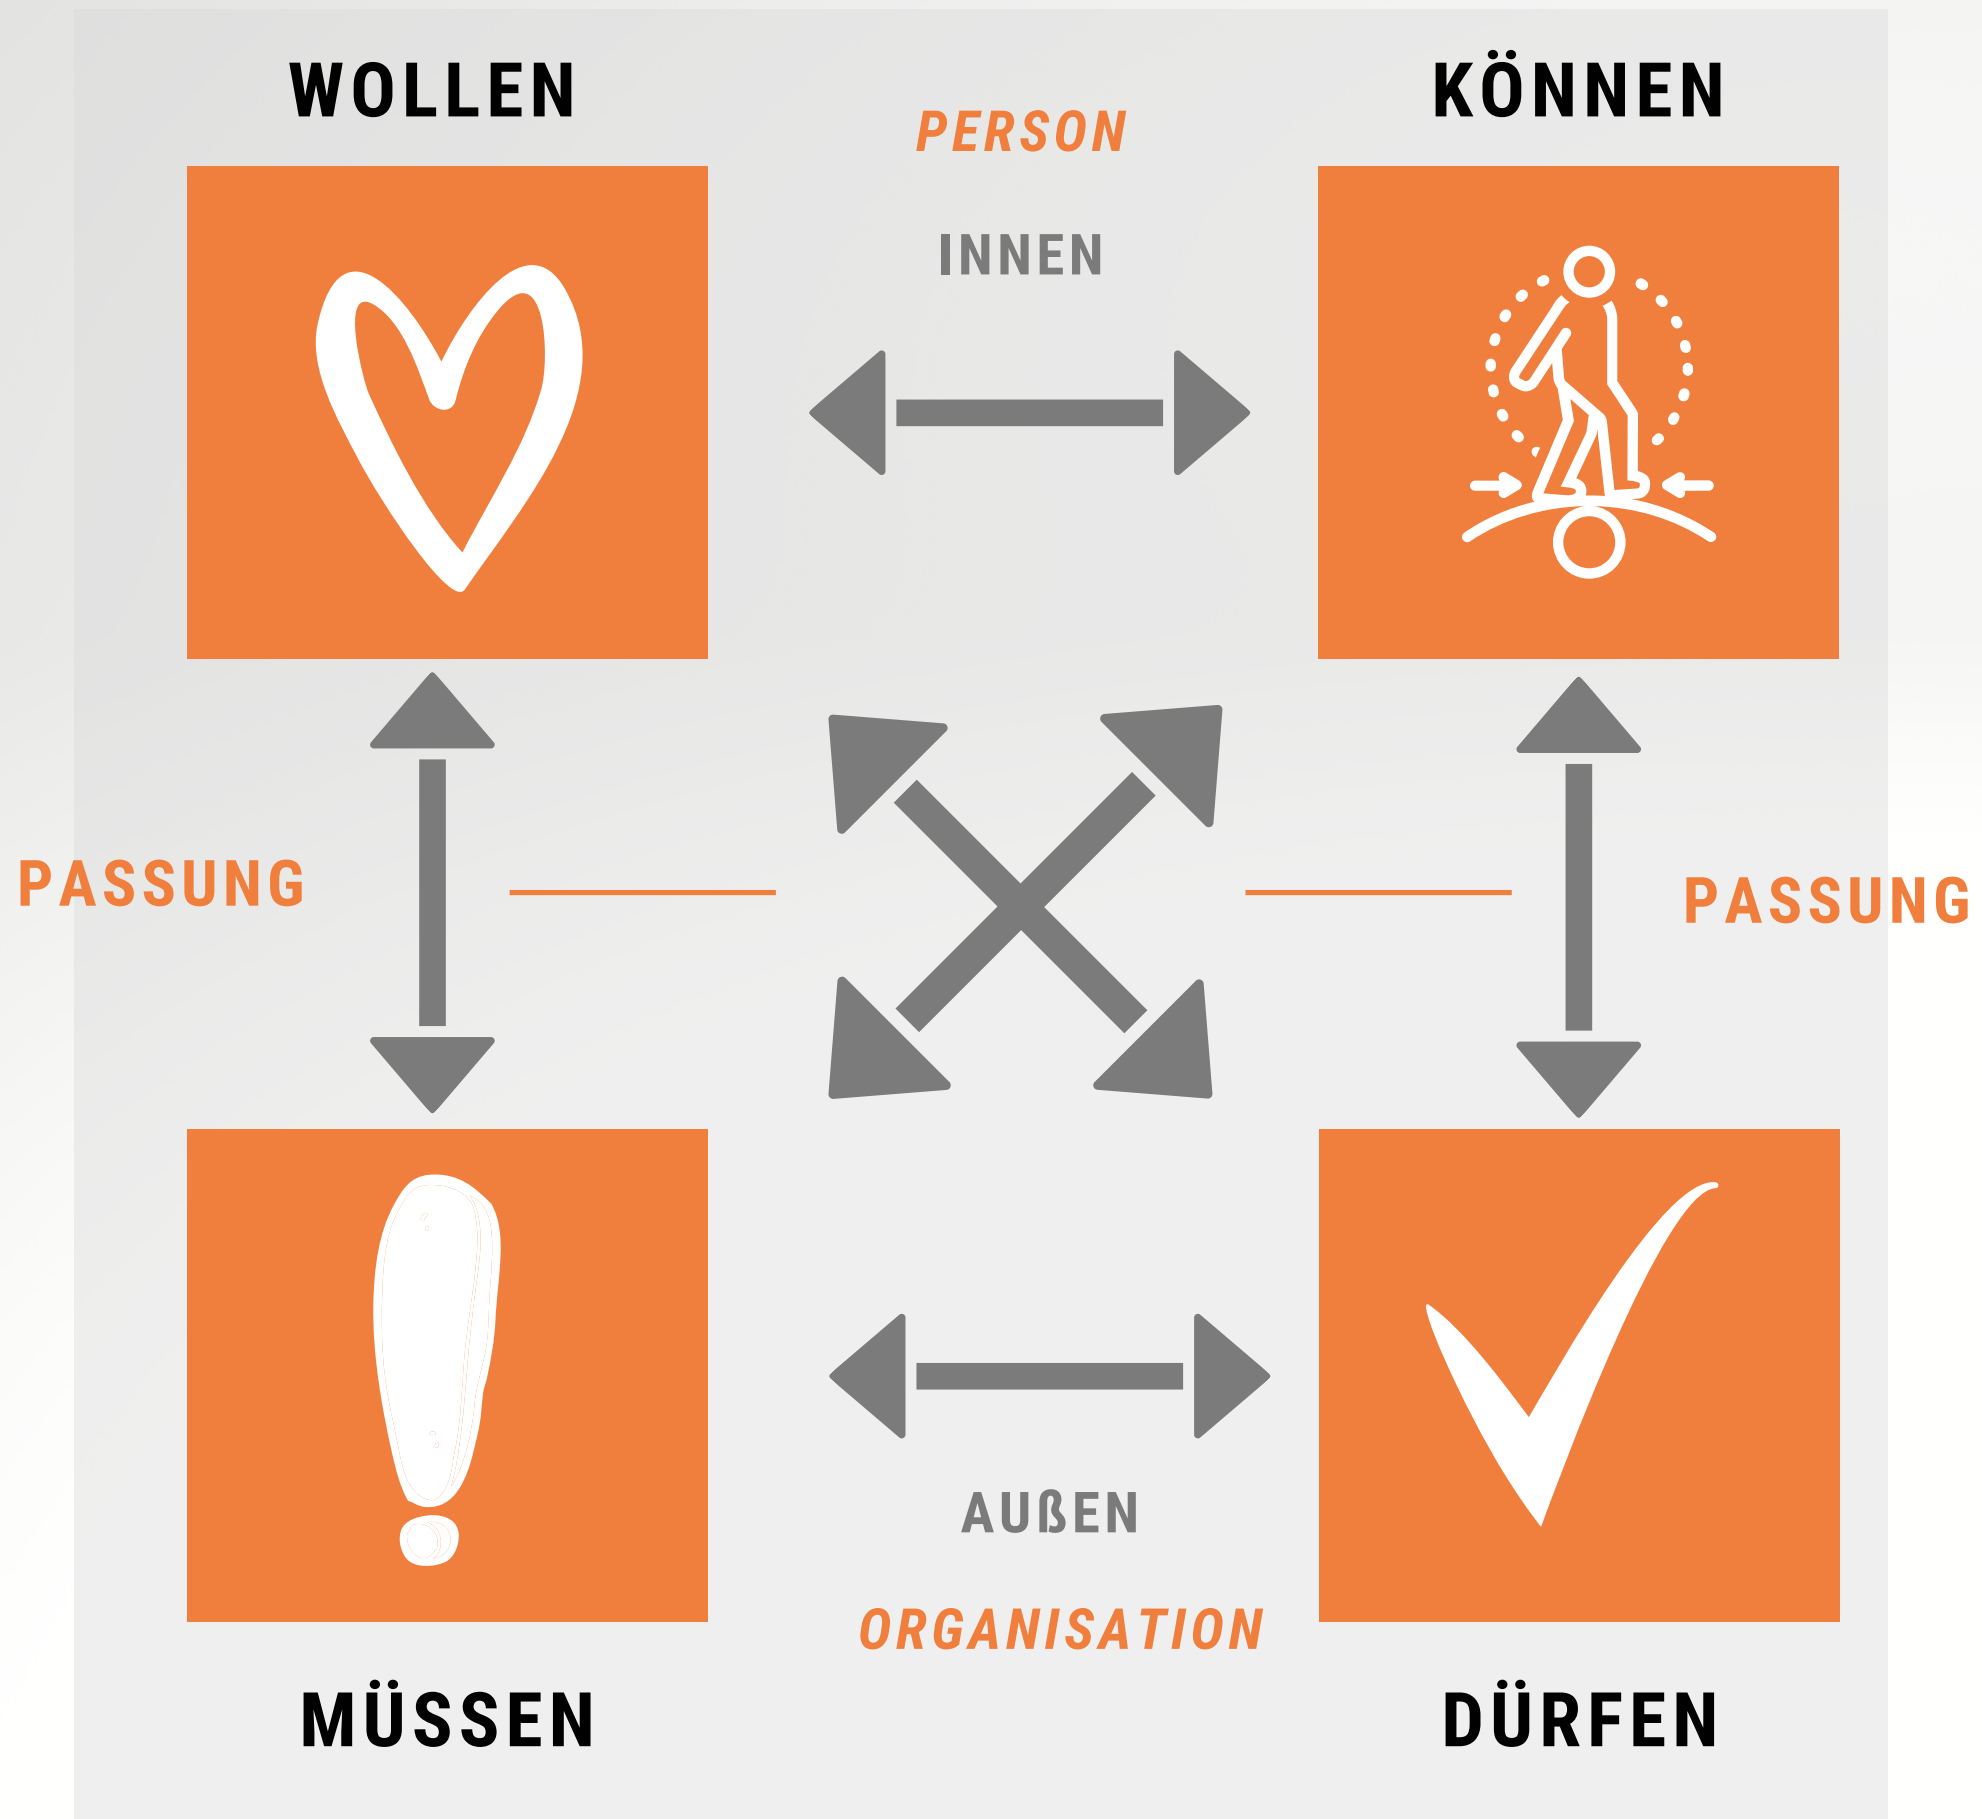 WOLLEN
KÖNNEN
PERSON
INNEN
PASSUNG
PASSUNG
AUßEN
ORGANISATION
MÜSSEN
DÜRFEN